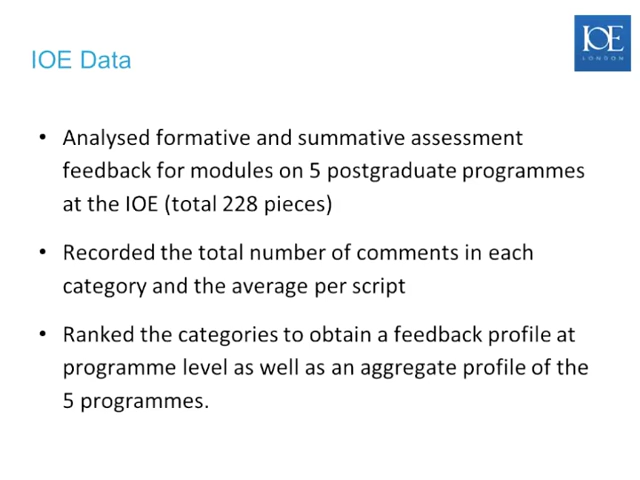 IOE Data
IOE
LONDON
• Analysed formative and summative assessment
feedback for modules on 5 postgraduate programmes
at the IOE (total 228 pieces)
• Recorded the total number of comments in each
category and the average per script
• Ranked the categories to obtain a feedback profile at
programme level as well as an aggregate profile of the
5 programmes.